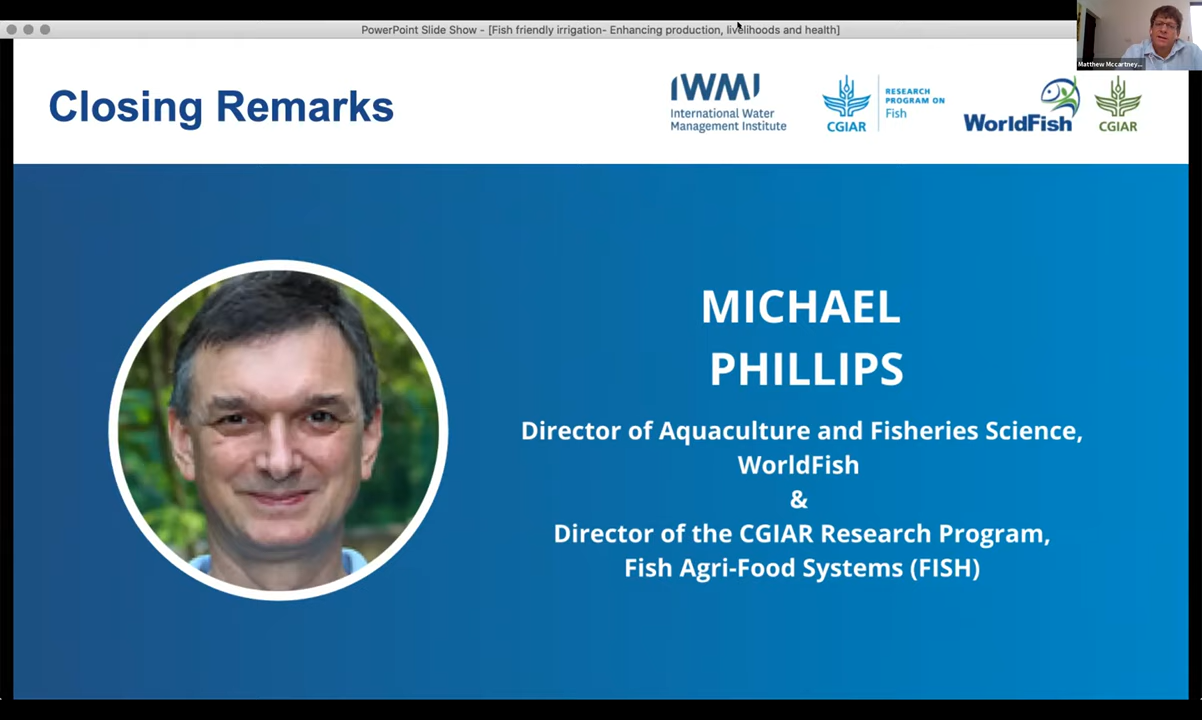 PowerPoint Slide Show - [Fish friendly irrigation- Enhancing production, livelihoods and health]
Matthew Mccartney...
Closing Remarks
IWMI
International Water
Management Institute
CGIAR
RESEARCH
PROGRAM ON
Fish
WorldFish
CGIAR
MICHAEL
PHILLIPS
Director of Aquaculture and Fisheries Science,
WorldFish
&
Director of the CGIAR Research Program,
Fish Agri-Food Systems (FISH)